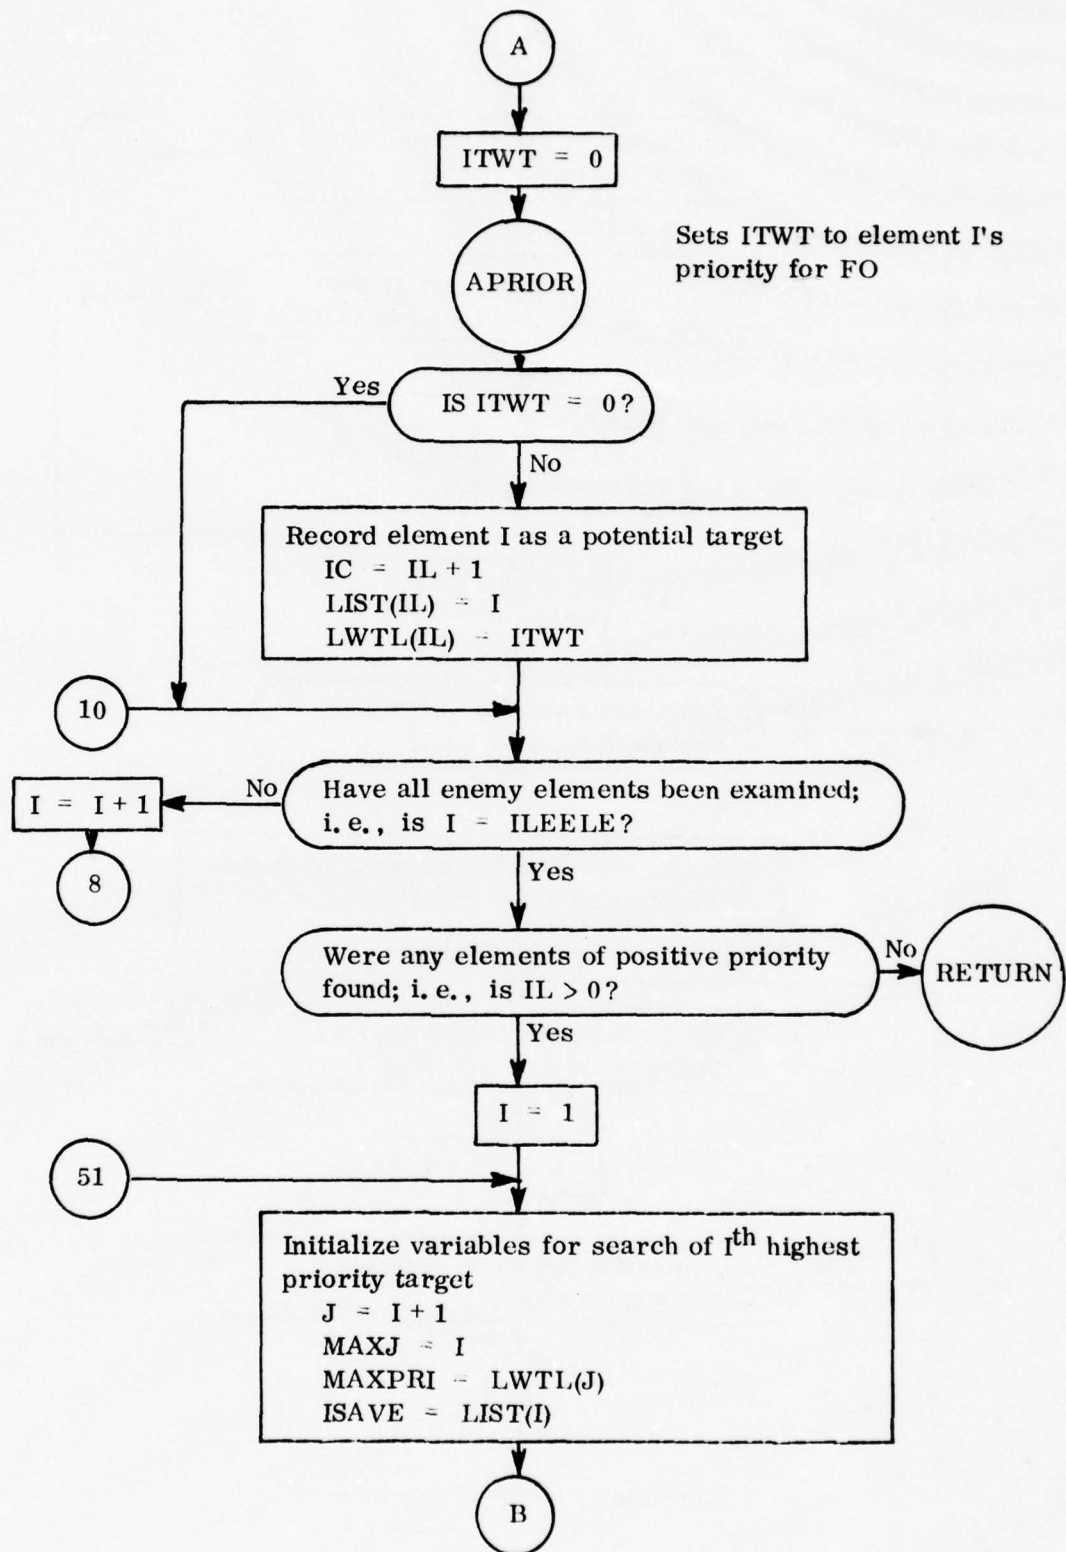 A
ITWT = 0
Sets ITWT to element I's
priority for FO
APRIOR
Yes
IS ITWT = 0?
No
Record element I as a potential target
IC = IL + 1
LIST(IL) = I
LWTL(IL) = ITWT
10
I = I + 1
No
Have all enemy elements been examined;
i. e., is I = ILEELE?
8
Yes
Were any elements of positive priority
found; i. e., is IL > 0?
No
RETURN
Yes
I = 1
51
Initialize variables for search of Ith highest
priority target
J = I + 1
MAXJ = I
MAXPRI = LWTL(J)
ISAVE = LIST(I)
B